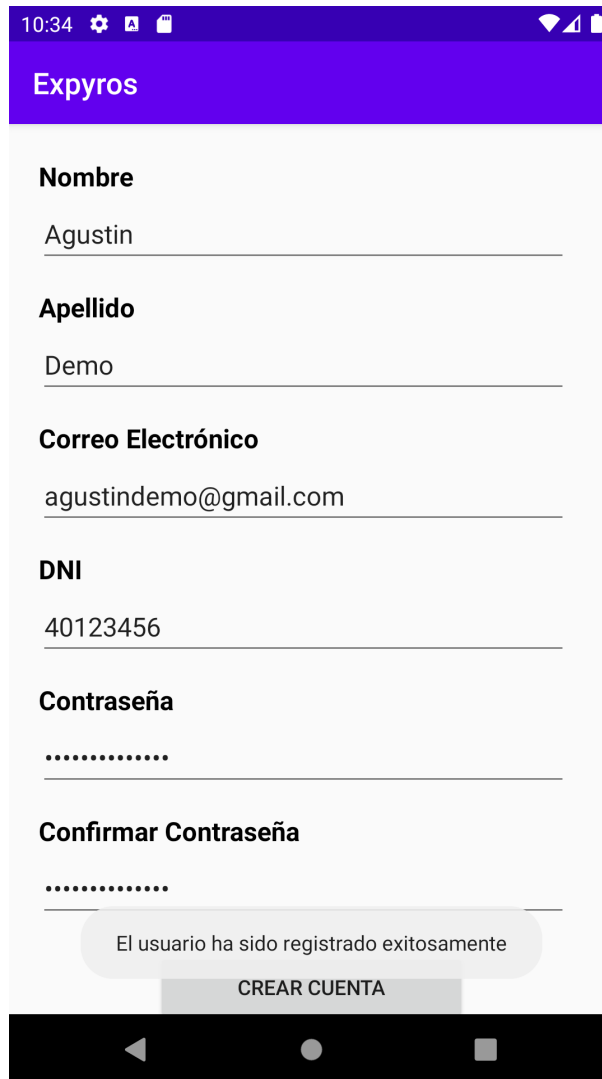 10:34
Expyros
Nombre
Agustin
Apellido
Demo
Correo Electrónico
agustindemo@gmail.com
DNI
40123456
Contraseña
••••••••••••••
Confirmar Contraseña
••••••••••••••
El usuario ha sido registrado exitosamente
CREAR CUENTA